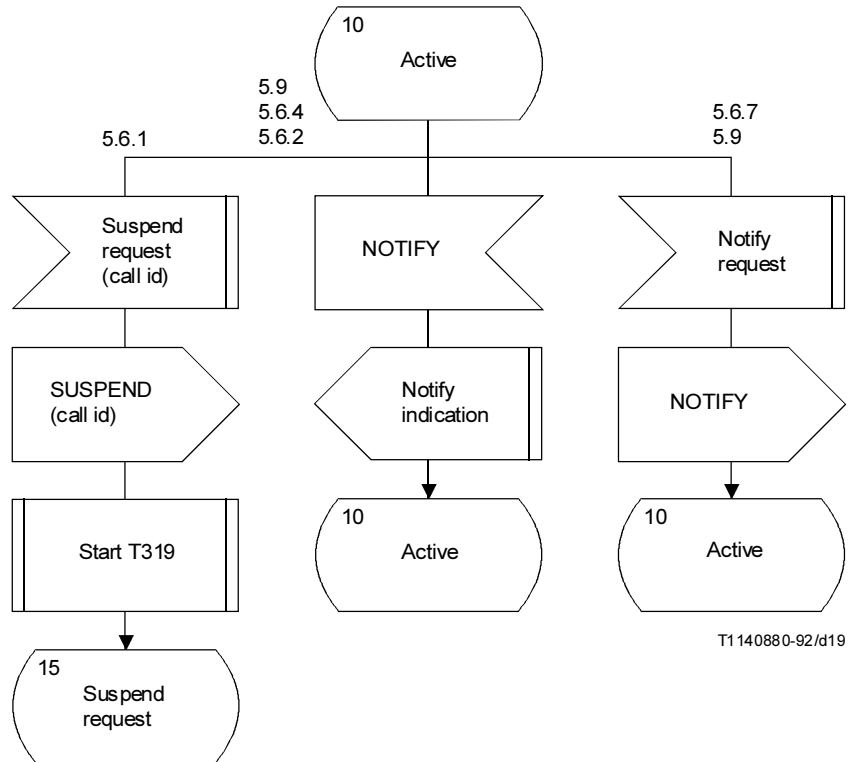 10
Active
5.9
5.6.4
5.6.2
5.6.1
5.6.7
5.9
Suspend
request
(call id)
NOTIFY
Notify
request
SUSPEND
(call id)
Notify
indication
NOTIFY
Start T319
10
Active
10
Active
T1140880-92/d19
15
Suspend
request